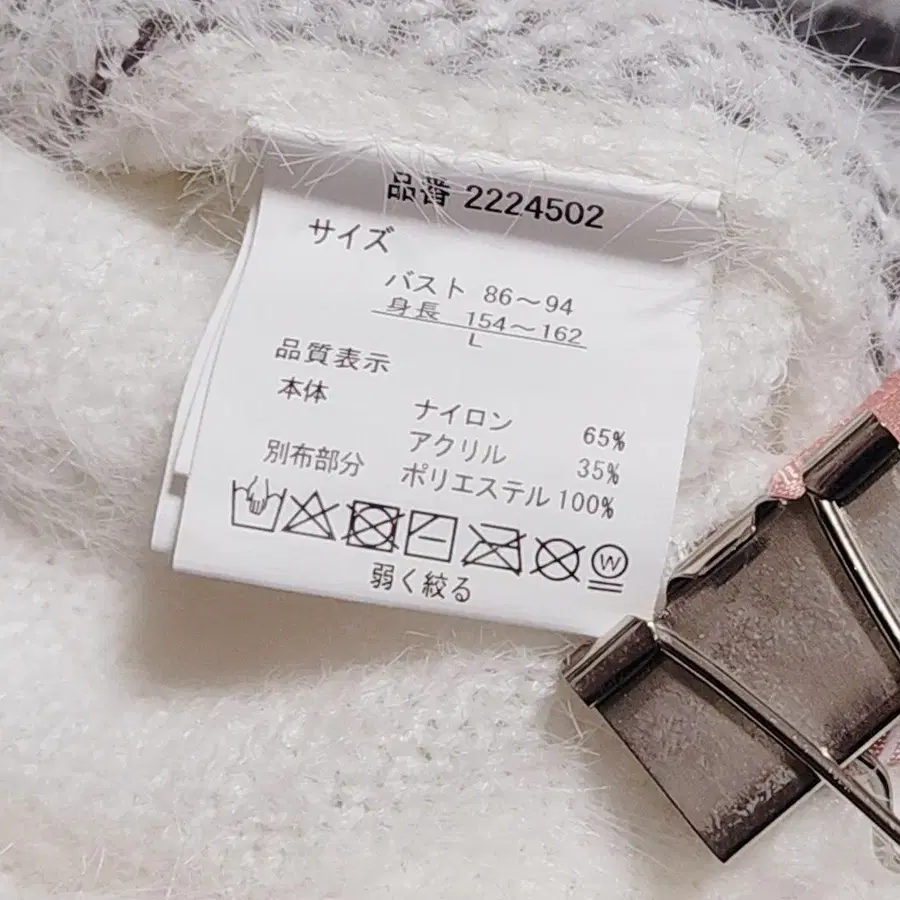 品番 2224502
サイズ
バスト 86～94
身長 154～162
L
品質表示
本体
ナイロン 65%
アクリル 35%
別布部分 ポリエステル 100%
W
弱く絞る